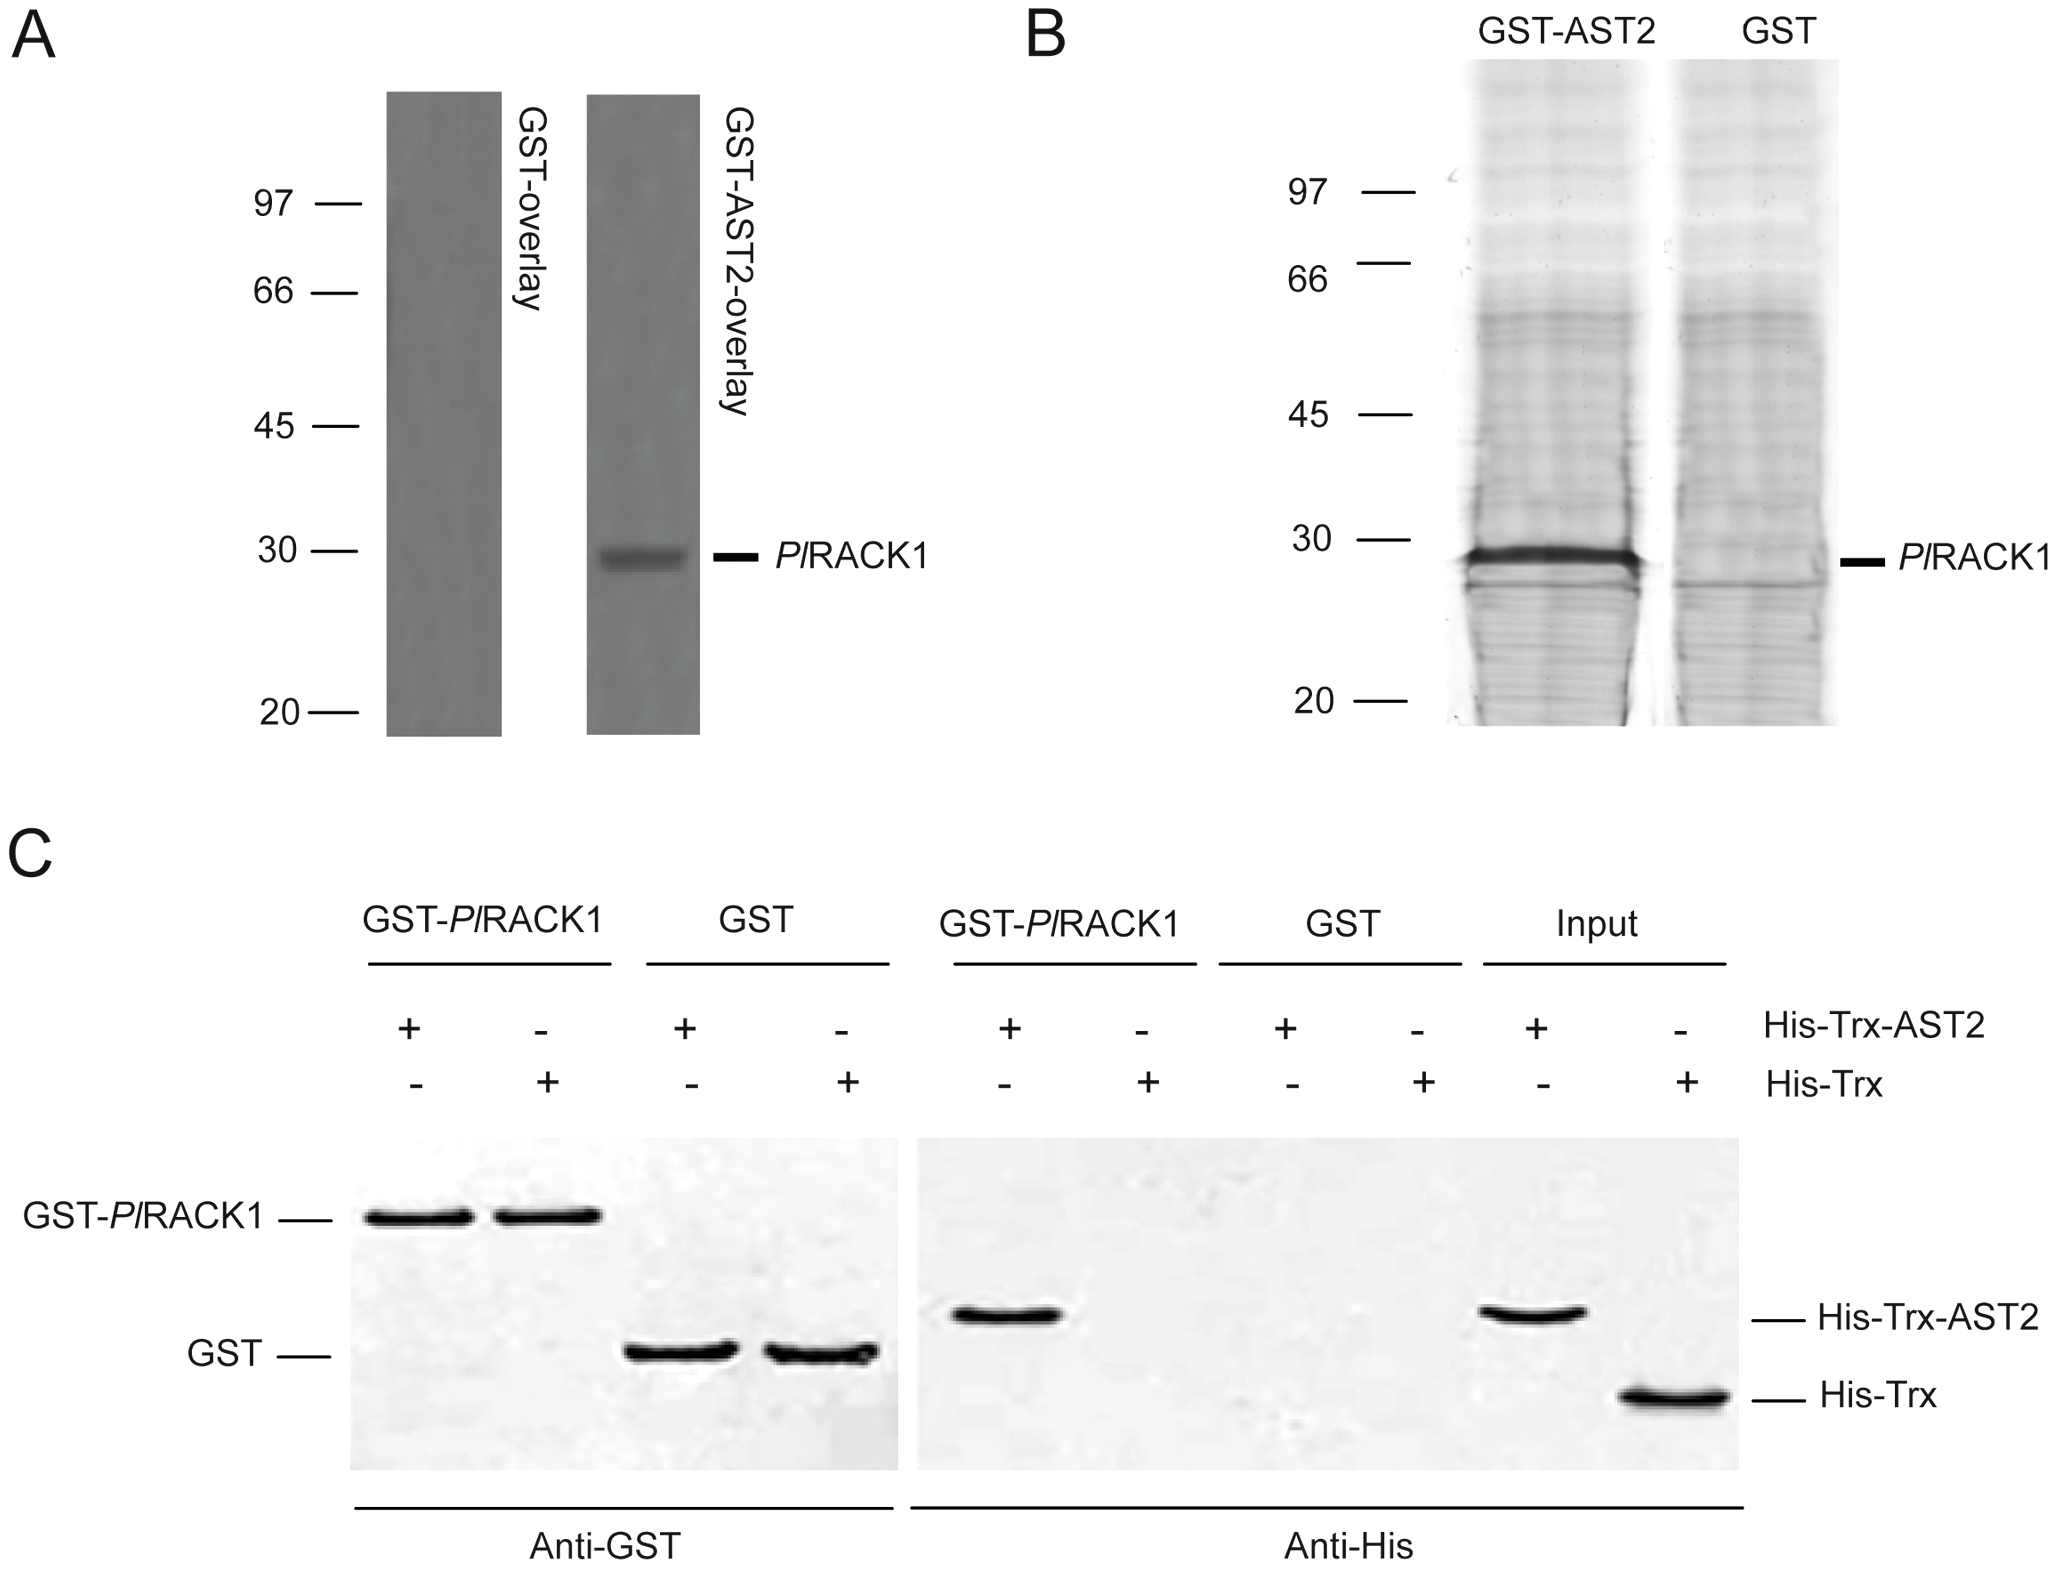 A
GST-overlay
GST-AST2-overlay
97
66
45
30
20
PlRACK1
B
GST-AST2 GST
97
66
45
30
20
PlRACK1
C
GST-PlRACK1 GST GST-PlRACK1 GST Input
+ - + - + - + - + - His-Trx-AST2
- + - + - + - + - + His-Trx
GST-PlRACK1
GST
His-Trx-AST2
His-Trx
Anti-GST Anti-His